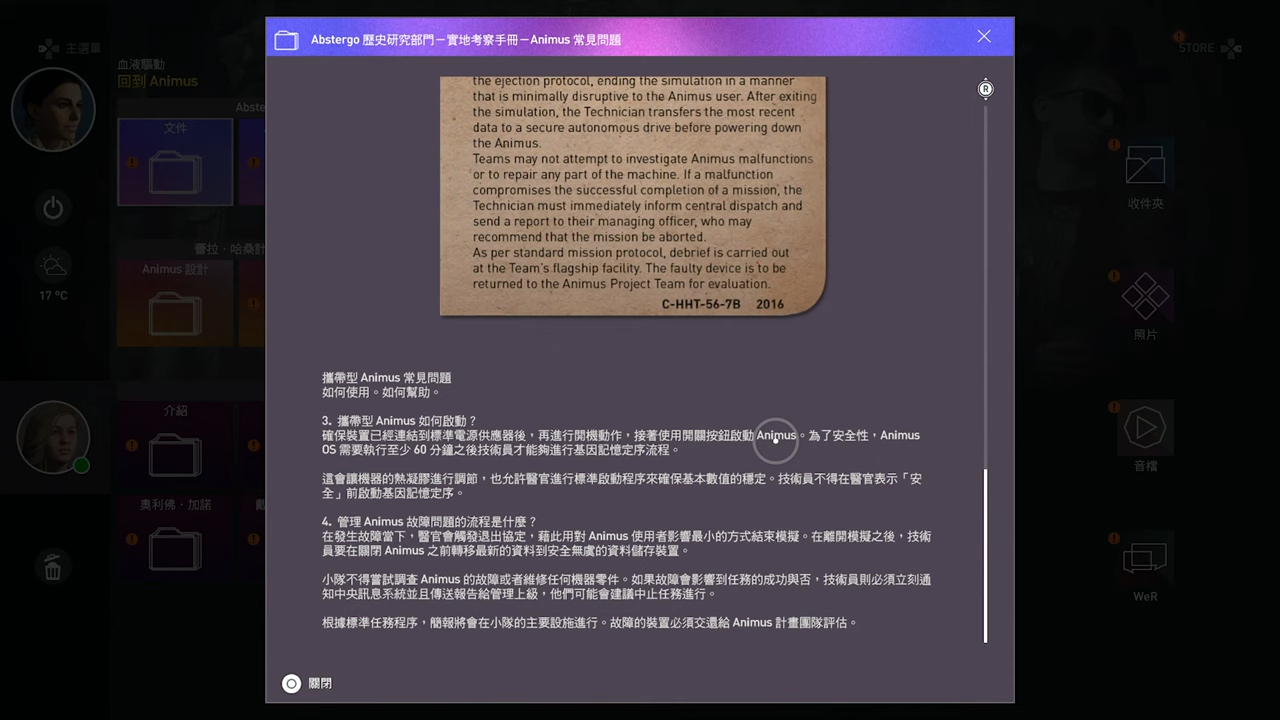 Abstergo 歷史研究部門－實地考察手冊－Animus 常見問題
主選單
STORE
血液驅動
回到 Animus
Abste
文件
17 °C
蕾拉．哈桑計
Animus 設計
介紹
奧利佛．加諾
戴
收件夾
照片
音檔
WeR
R
the ejection protocol, ending the simulation in a manner
that is minimally disruptive to the Animus user. After exiting
the simulation, the Technician transfers the most recent
data to a secure autonomous drive before powering down
the Animus.
Teams may not attempt to investigate Animus malfunctions
or to repair any part of the machine. If a malfunction
compromises the successful completion of a mission, the
Technician must immediately inform central dispatch and
send a report to their managing officer, who may
recommend that the mission be aborted.
As per standard mission protocol, debrief is carried out
at the Team's flagship facility. The faulty device is to be
returned to the Animus Project Team for evaluation.
C-HHT-56-7B 2016
攜帶型 Animus 常見問題
如何使用。如何幫助。
3. 攜帶型 Animus 如何啟動？
確保裝置已經連結到標準電源供應器後，再進行開機動作，接著使用開關按鈕啟動 Animus。為了安全性，Animus
OS 需要執行至少 60 分鐘之後技術員才能夠進行基因記憶定序流程。
這會讓機器的熱凝膠進行調節，也允許醫官進行標準啟動程序來確保基本數值的穩定。技術員不得在醫官表示「安
全」前啟動基因記憶定序。
4. 管理 Animus 故障問題的流程是什麼？
在發生故障當下，醫官會觸發退出協定，藉此用對 Animus 使用者影響最小的方式結束模擬。在離開模擬之後，技術
員要在關閉 Animus 之前轉移最新的資料到安全無虞的資料儲存裝置。
小隊不得嘗試調查 Animus 的故障或者維修任何機器零件。如果故障會影響到任務的成功與否，技術員則必須立刻通
知中央訊息系統並且傳送報告給管理上級，他們可能會建議中止任務進行。
根據標準任務程序，簡報將會在小隊的主要設施進行。故障的裝置必須交還給 Animus 計畫團隊評估。
關閉